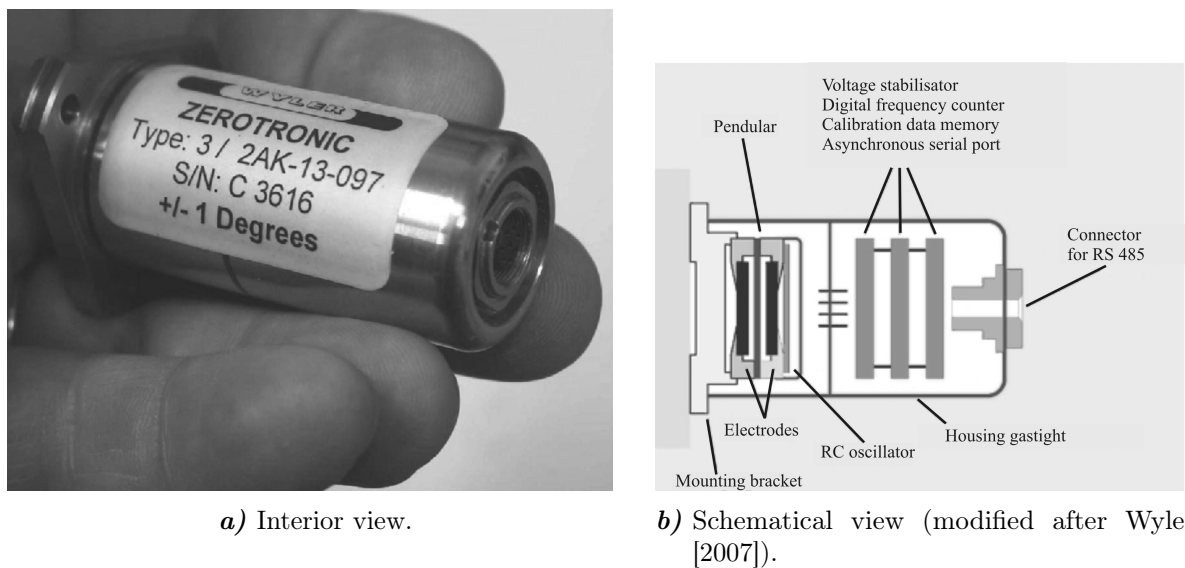 WYLER
ZEROTRONIC
Type: 3 / 2AK-13-097
S/N: C 3616
+/- 1 Degrees
a) Interior view.
Voltage stabilisator
Digital frequency counter
Calibration data memory
Asynchronous serial port
Pendular
Connector
for RS 485
Electrodes
RC oscillator
Housing gastight
Mounting bracket
b) Schematical view (modified after Wyle
[2007]).